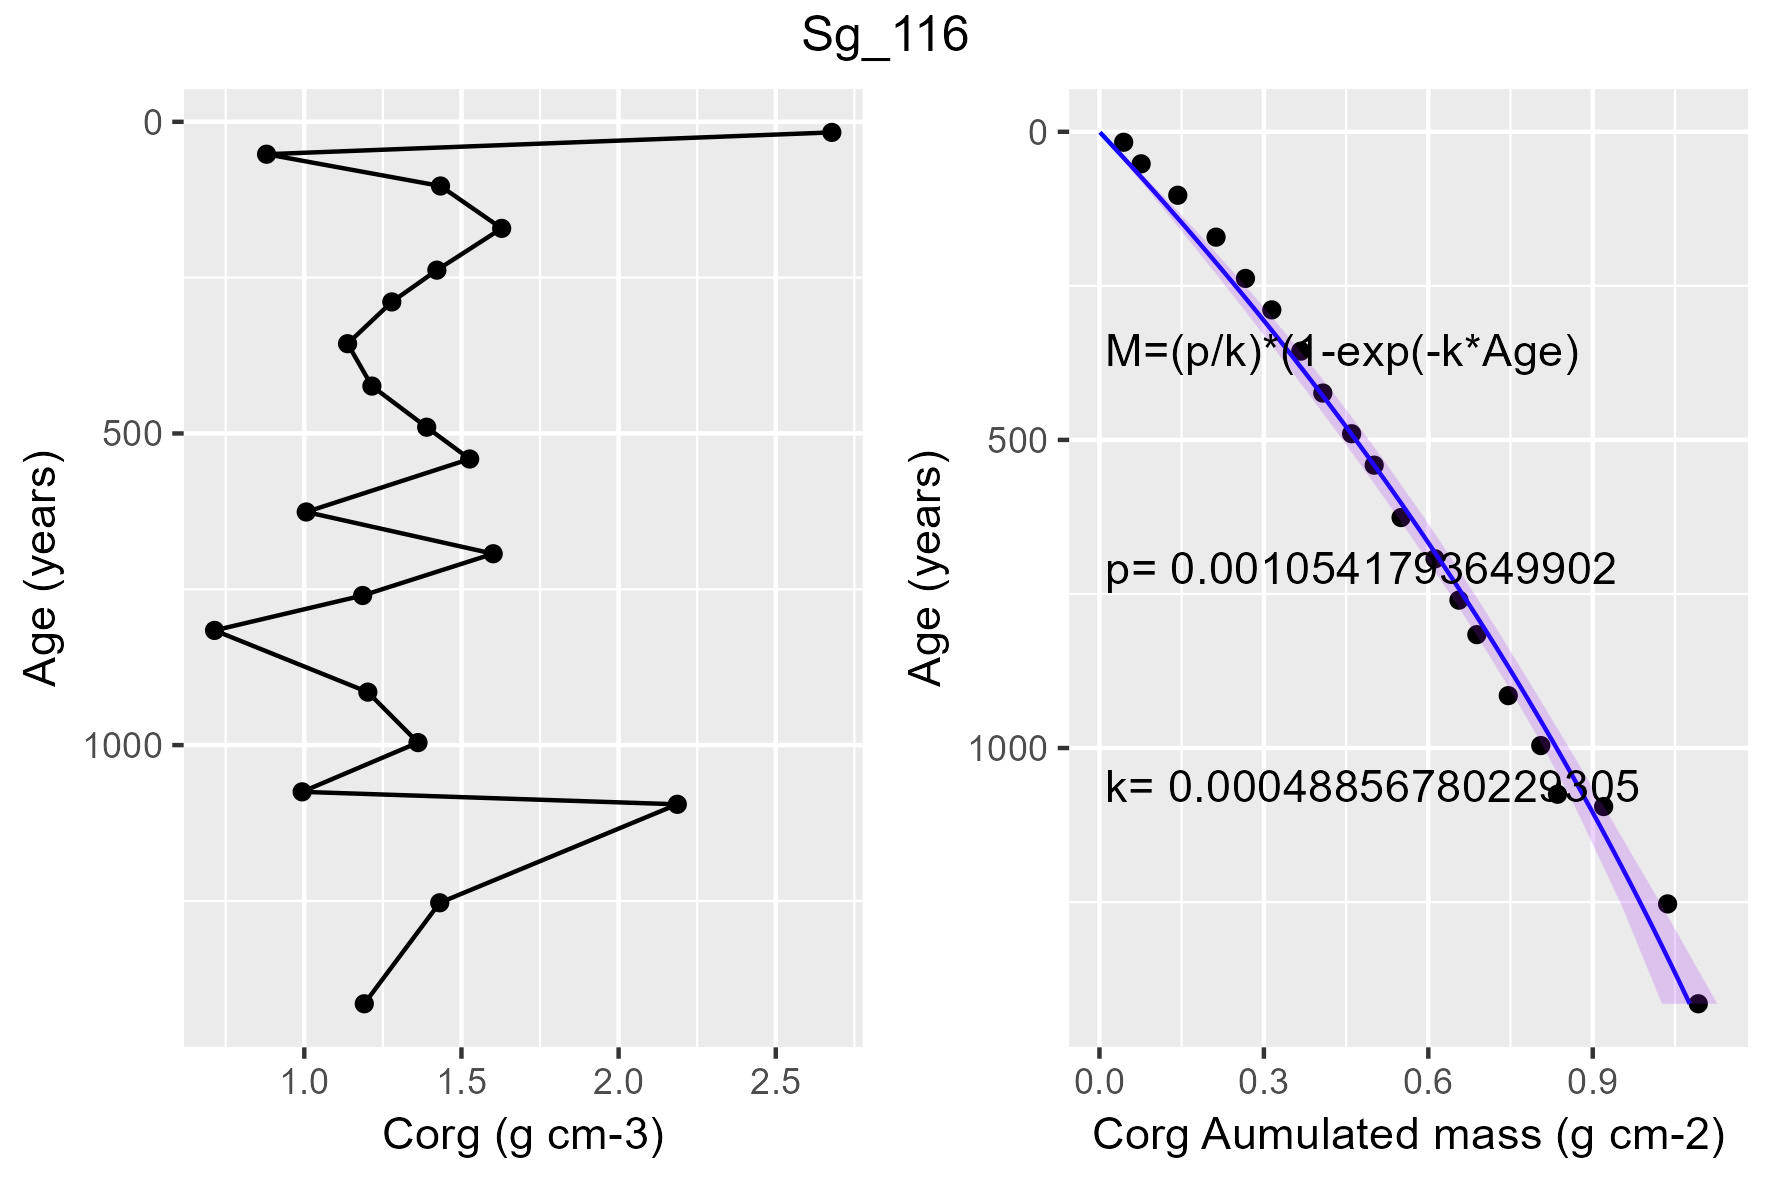 Sg_116
0
500
1000
Age (years)
1.0 1.5 2.0 2.5
Corg (g cm-3)
0
500
1000
Age (years)
M=(p/k)*(1-exp(-k*Age)
p= 0.0010541793649902
k= 0.00048856780229305
0.0 0.3 0.6 0.9
Corg Aumulated mass (g cm-2)